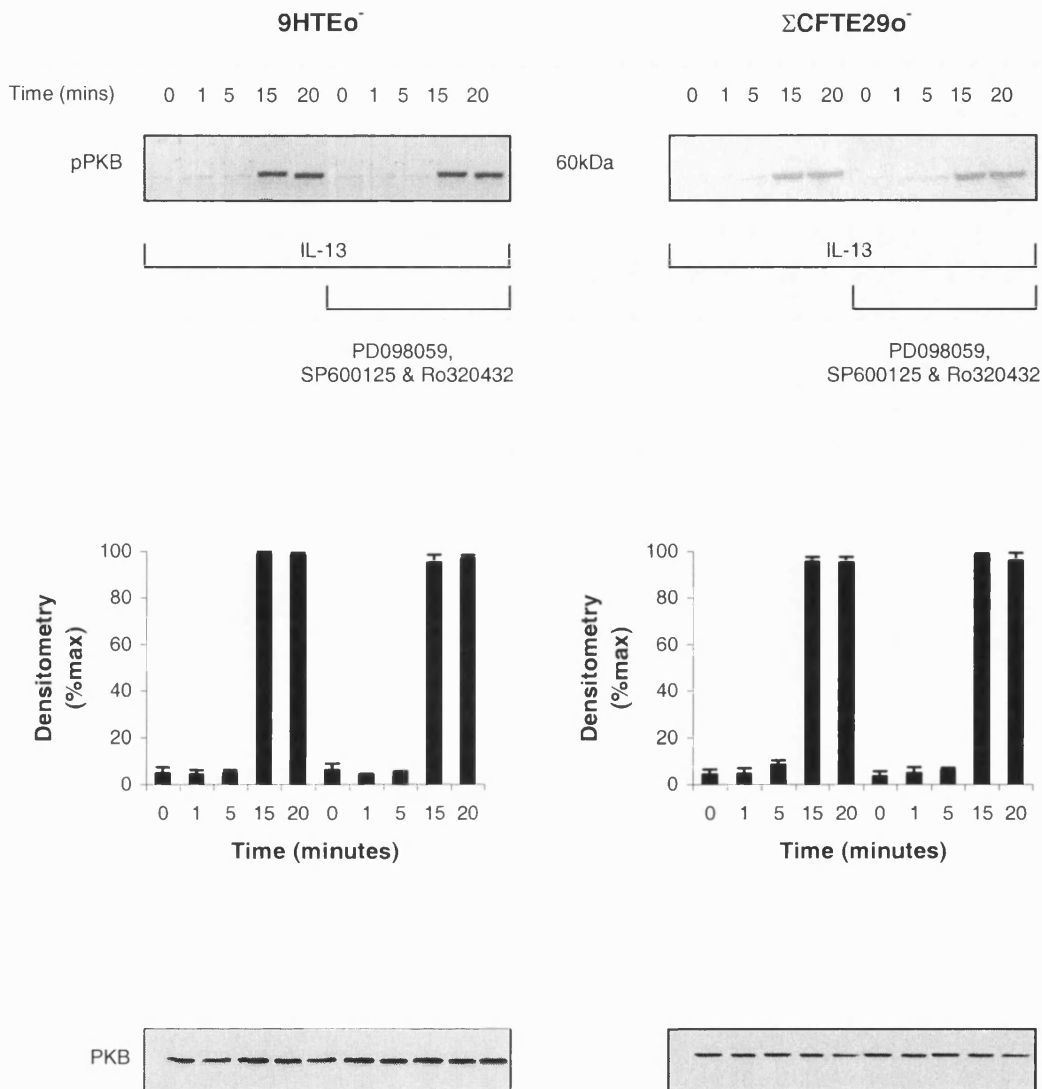 9HTEo⁻
ΣCFTE29o⁻
Time (mins) 0 1 5 15 20 0 1 5 15 20
0 1 5 15 20 0 1 5 15 20
pPKB
60kDa
IL-13
IL-13
PD098059,
SP600125 & Ro320432
PD098059,
SP600125 & Ro320432
Densitometry
(%max)
100
80
60
40
20
0
0 1 5 15 20 0 1 5 15 20
Time (minutes)
Densitometry
(%max)
100
80
60
40
20
0
0 1 5 15 20 0 1 5 15 20
Time (minutes)
PKB